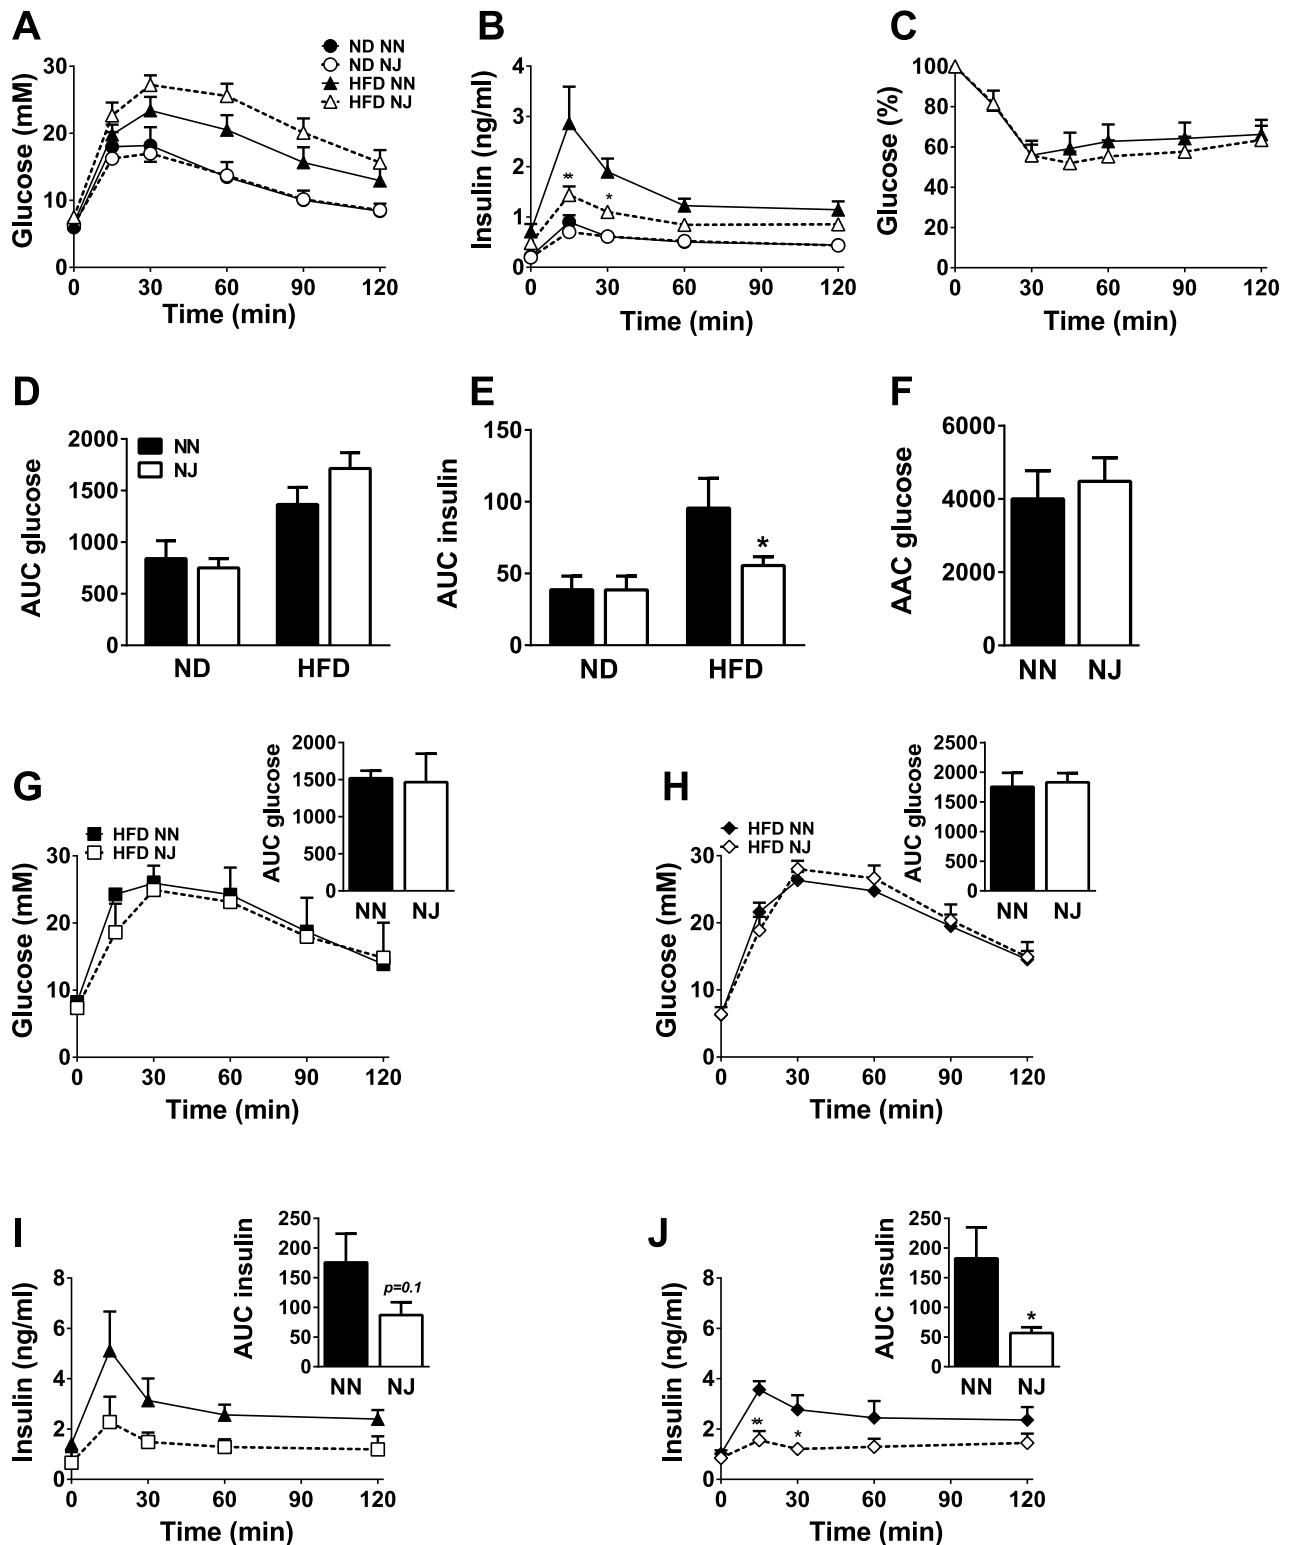 A
B
C
ND NN
ND NJ
HFD NN
HFD NJ
30
20
10
0
Glucose (mM)
0 30 60 90 120
Time (min)
4
3
2
1
0
Insulin (ng/ml)
**
*
0 30 60 90 120
Time (min)
100
80
60
40
20
0
Glucose (%)
0 30 60 90 120
Time (min)
D
E
F
2000
1500
1000
500
0
AUC glucose
NN
NJ
ND HFD
150
100
50
0
AUC insulin
*
ND HFD
6000
4000
2000
0
AAC glucose
NN NJ
G
HFD NN
HFD NJ
30
20
10
0
Glucose (mM)
0 30 60 90 120
Time (min)
2000
1500
1000
500
0
AUC glucose
NN NJ
H
HFD NN
HFD NJ
30
20
10
0
Glucose (mM)
0 30 60 90 120
Time (min)
2500
2000
1500
1000
500
0
AUC glucose
NN NJ
I
8
6
4
2
0
Insulin (ng/ml)
0 30 60 90 120
Time (min)
250
200
150
100
50
0
AUC insulin
p=0.1
NN NJ
J
8
6
4
2
0
Insulin (ng/ml)
**
*
0 30 60 90 120
Time (min)
250
200
150
100
50
0
AUC insulin
*
NN NJ